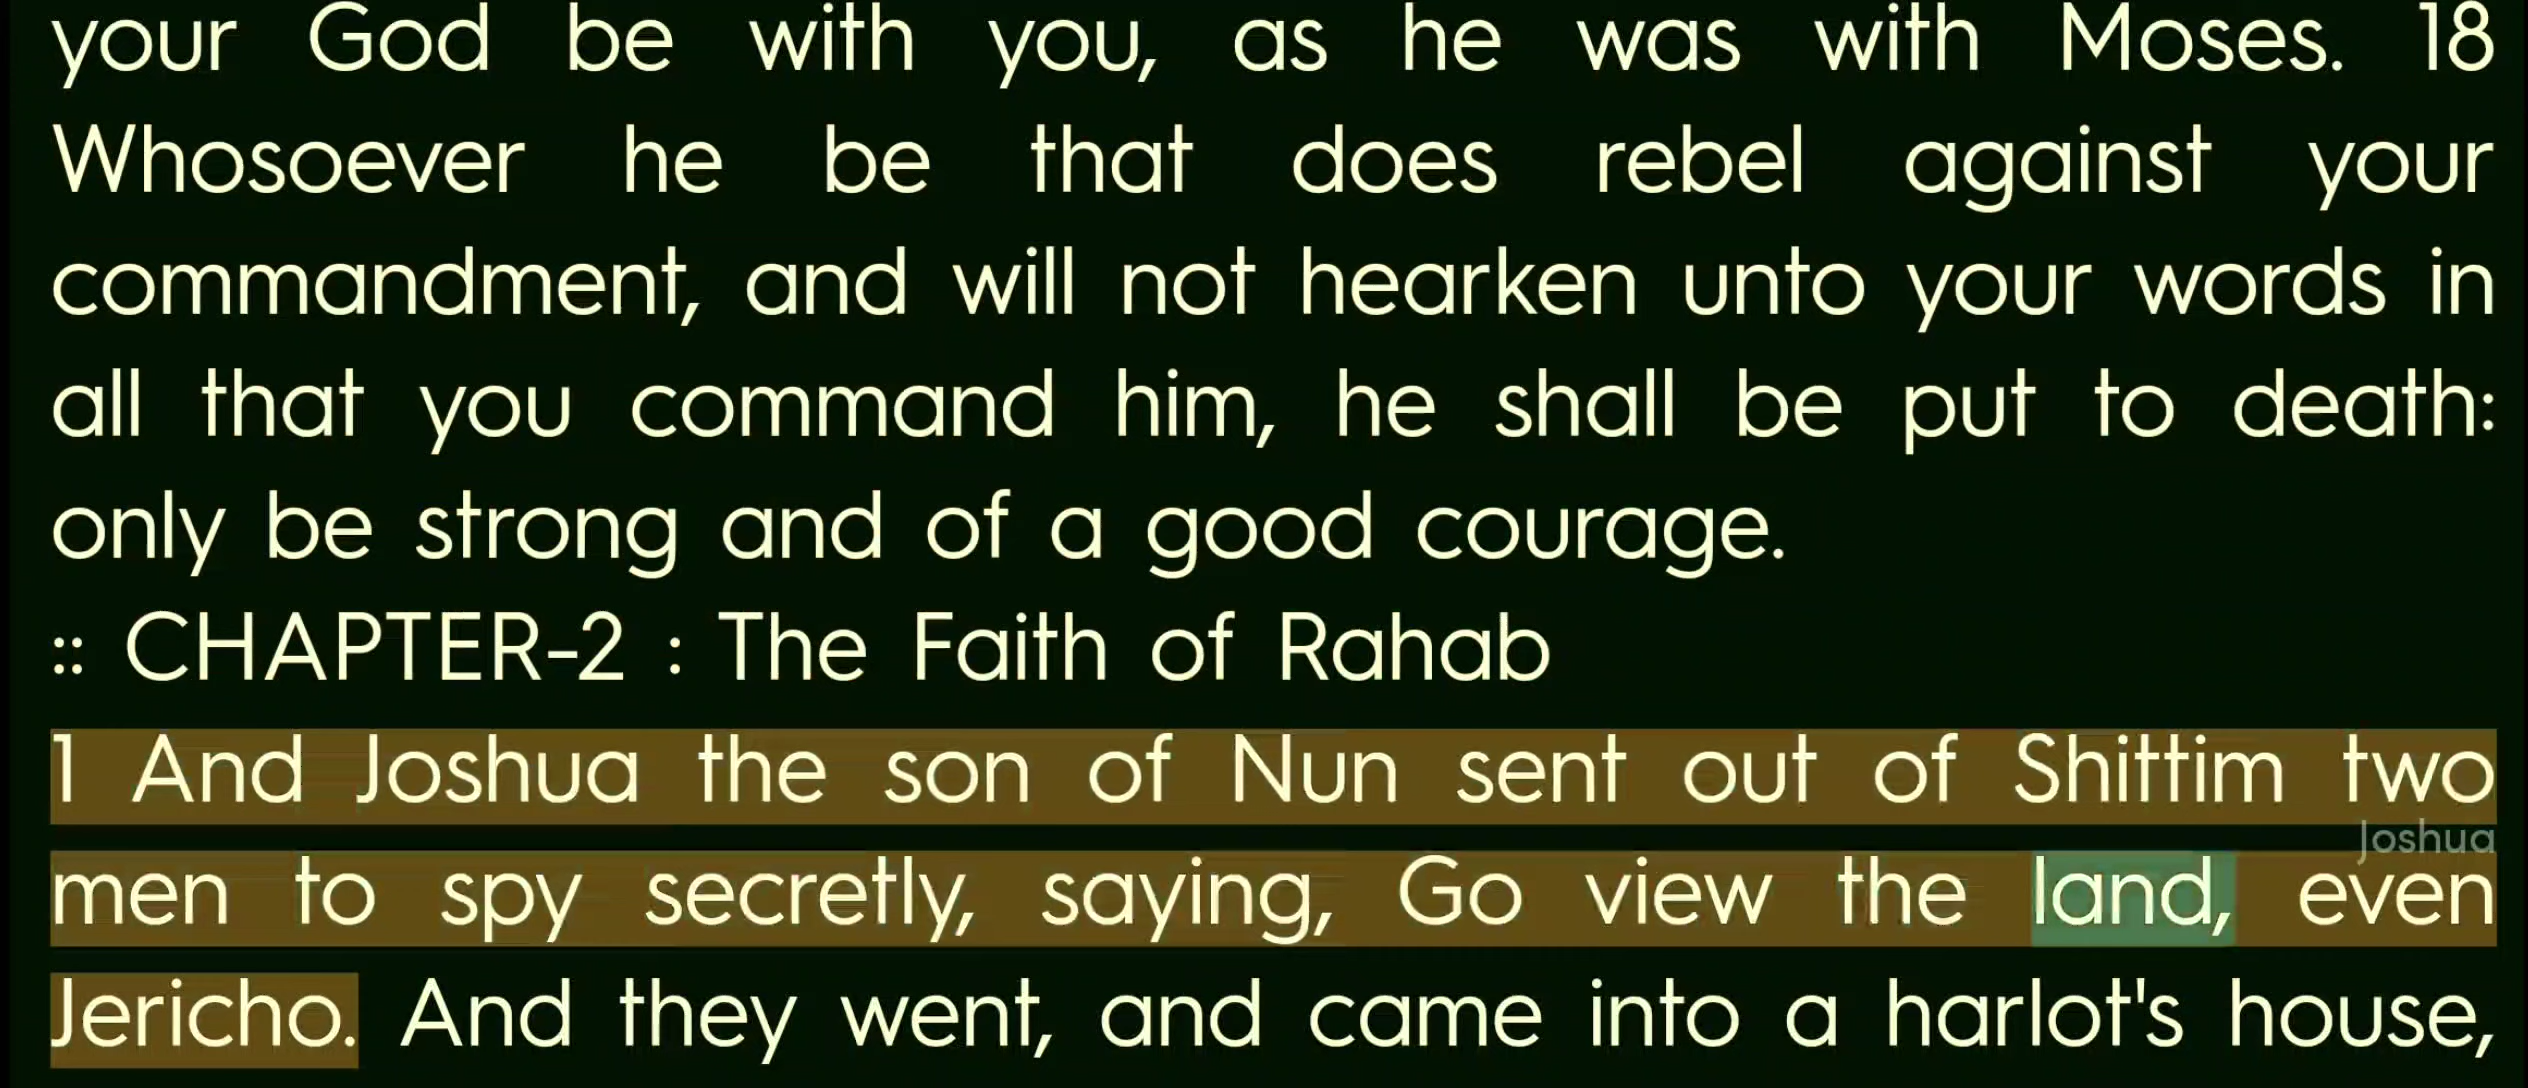 your God be with you, as he was with Moses. 18
Whosoever he be that does rebel against your
commandment, and will not hearken unto your words in
all that you command him, he shall be put to death:
only be strong and of a good courage.
:: CHAPTER-2 : The Faith of Rahab
1 And Joshua the son of Nun sent out of Shittim two
Joshua
men to spy secretly, saying, Go view the land, even
Jericho. And they went, and came into a harlot's house,